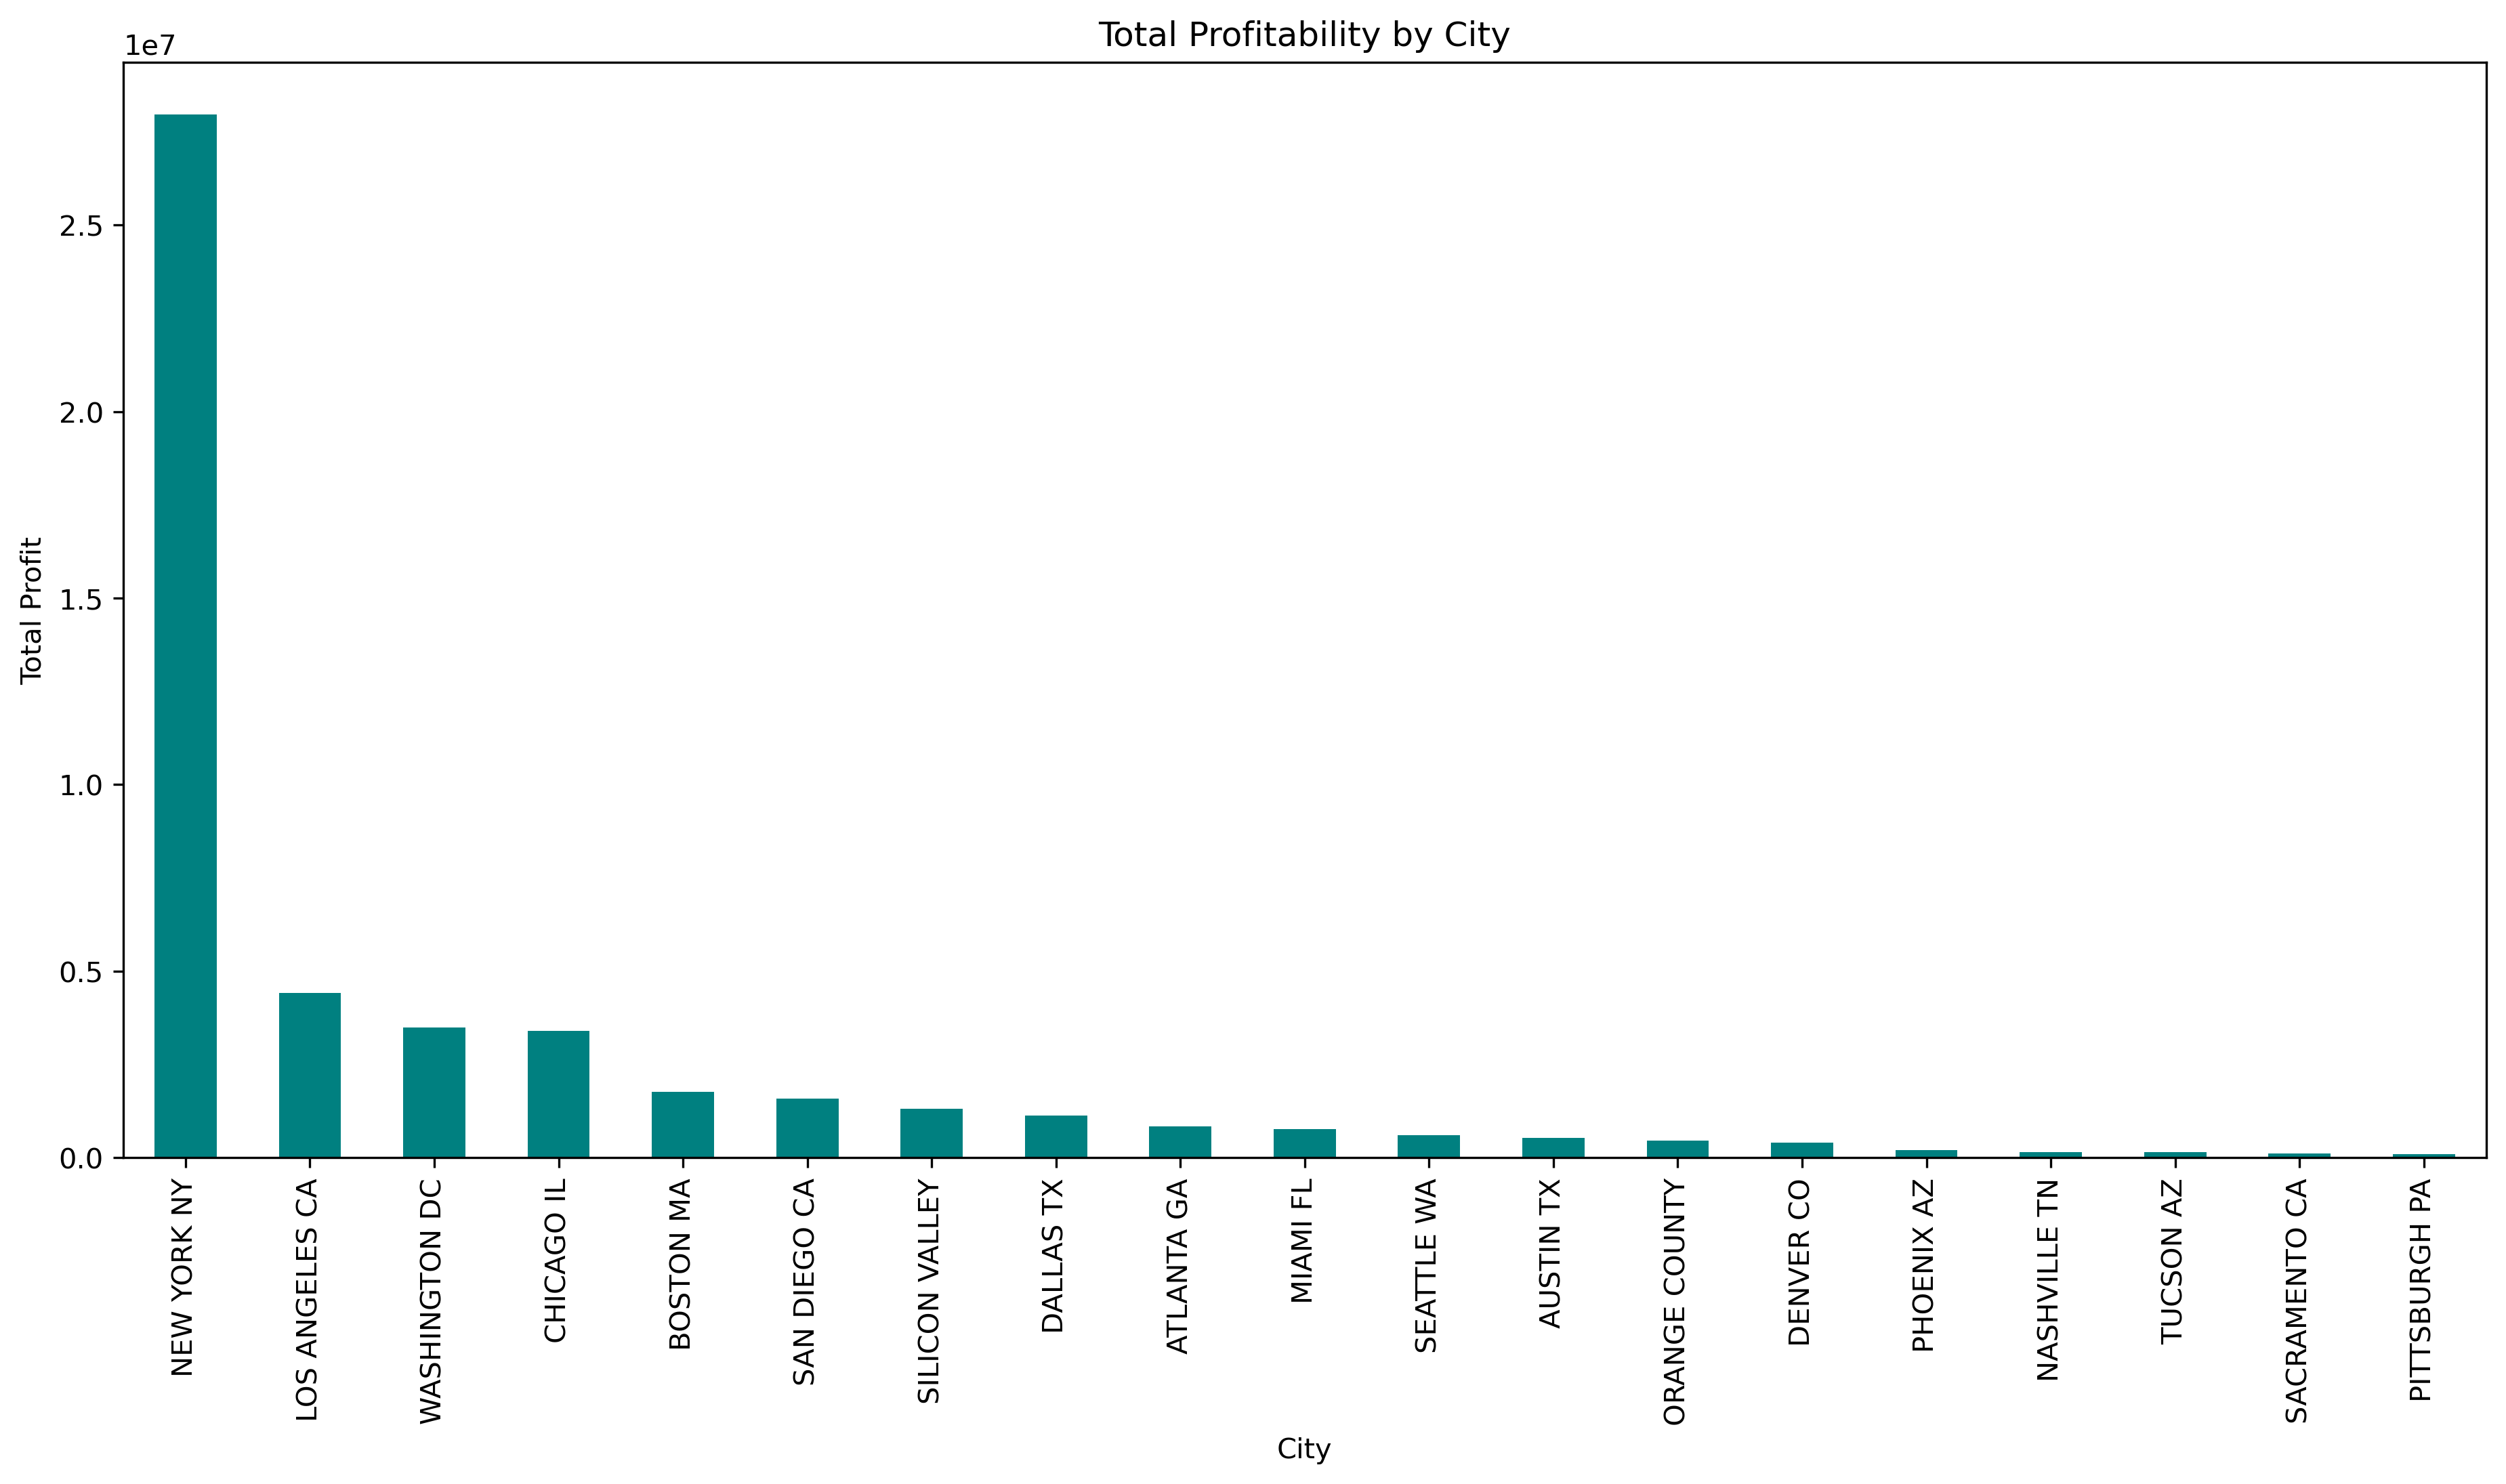 Total Profitability by City
1e7
2.5
2.0
1.5
1.0
0.5
0.0
Total Profit
NEW YORK NY
LOS ANGELES CA
WASHINGTON DC
CHICAGO IL
BOSTON MA
SAN DIEGO CA
SILICON VALLEY
DALLAS TX
ATLANTA GA
MIAMI FL
SEATTLE WA
AUSTIN TX
ORANGE COUNTY
DENVER CO
PHOENIX AZ
NASHVILLE TN
TUCSON AZ
SACRAMENTO CA
PITTSBURGH PA
City